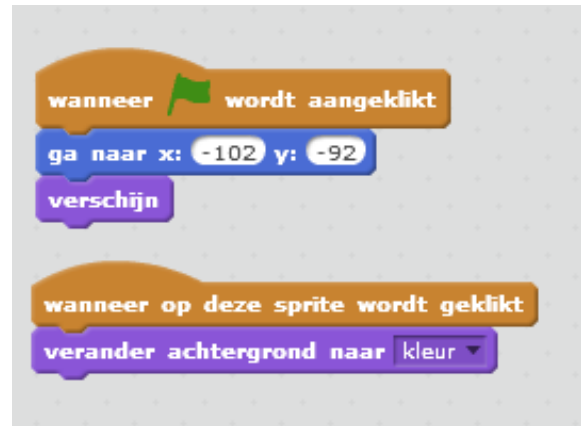 wanneer wordt aangeklikt
ga naar x: -102 y: -92
verschijn
wanneer op deze sprite wordt geklikt
verander achtergrond naar kleur